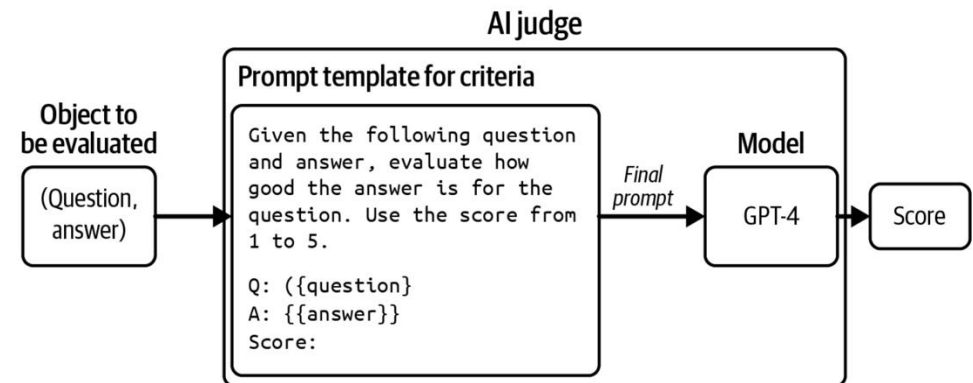 AI judge
Prompt template for criteria
Object to
be evaluated
(Question,
answer)
Given the following question
and answer, evaluate how
good the answer is for the
question. Use the score from
1 to 5.
Q: ({question}
A: {{answer}}
Score:
Final
prompt
Model
GPT-4
Score